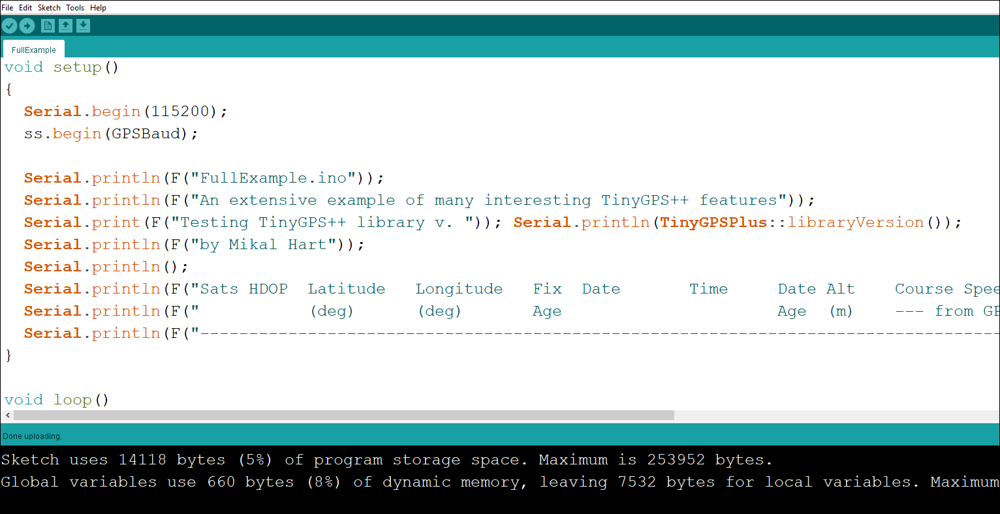 File Edit Sketch Tools Help
FullExample
void setup()
{
  Serial.begin(115200);
  ss.begin(GPSBaud);
  Serial.println(F("FullExample.ino"));
  Serial.println(F("An extensive example of many interesting TinyGPS++ features"));
  Serial.print(F("Testing TinyGPS++ library v. ")); Serial.println(TinyGPSPlus::libraryVersion());
  Serial.println(F("by Mikal Hart"));
  Serial.println();
  Serial.println(F("Sats HDOP  Latitude   Longitude   Fix  Date       Time     Date Alt    Course Spee
  Serial.println(F("           (deg)      (deg)       Age                      Age  (m)    --- from GP
  Serial.println(F("----------------------------------------------------------------------------------
}
void loop()
<
Done uploading.
Sketch uses 14118 bytes (5%) of program storage space. Maximum is 253952 bytes.
Global variables use 660 bytes (8%) of dynamic memory, leaving 7532 bytes for local variables. Maximum